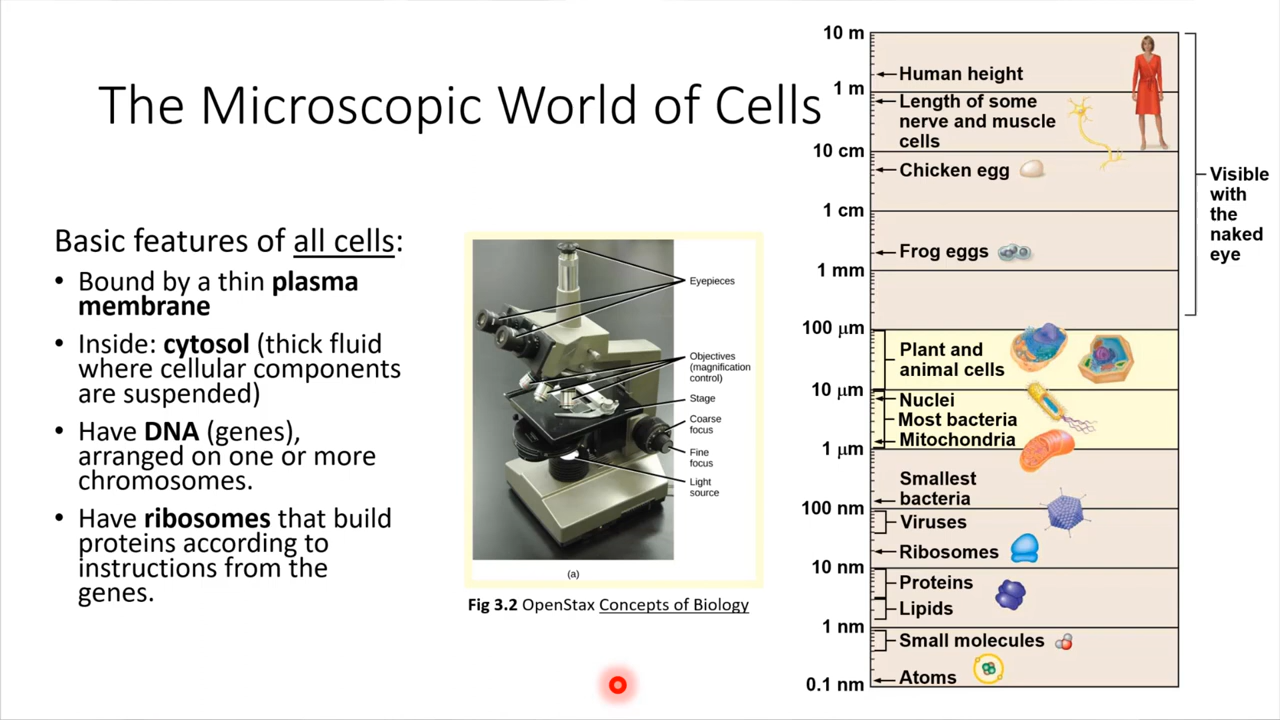 The Microscopic World of Cells
Basic features of all cells:
• Bound by a thin plasma
membrane
• Inside: cytosol (thick fluid
where cellular components
are suspended)
• Have DNA (genes),
arranged on one or more
chromosomes.
• Have ribosomes that build
proteins according to
instructions from the
genes.
Eyepieces
Objectives
(magnification
control)
Stage
Coarse
focus
Fine
focus
Light
source
(a)
Fig 3.2 OpenStax Concepts of Biology
10 m
Human height
1 m
Length of some
nerve and muscle
cells
10 cm
Chicken egg
1 cm
Frog eggs
1 mm
100 µm
Plant and
animal cells
10 µm
Nuclei
Most bacteria
Mitochondria
1 µm
Smallest
bacteria
100 nm
Viruses
Ribosomes
10 nm
Proteins
Lipids
1 nm
Small molecules
Atoms
0.1 nm
Visible
with
the
naked
eye